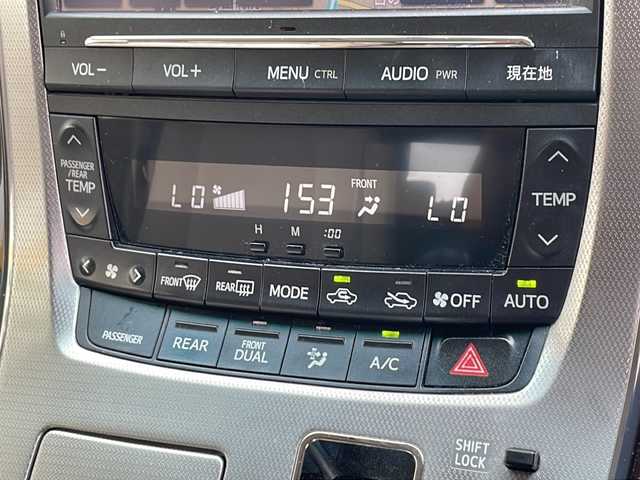 VOL− VOL+ MENU CTRL AUDIO PWR 現在地
PASSENGER
/REAR
TEMP
LO 153 FRONT LO
TEMP
H M :00
FRONT REAR MODE OFF AUTO
PASSENGER REAR FRONT DUAL A/C
SHIFT
LOCK